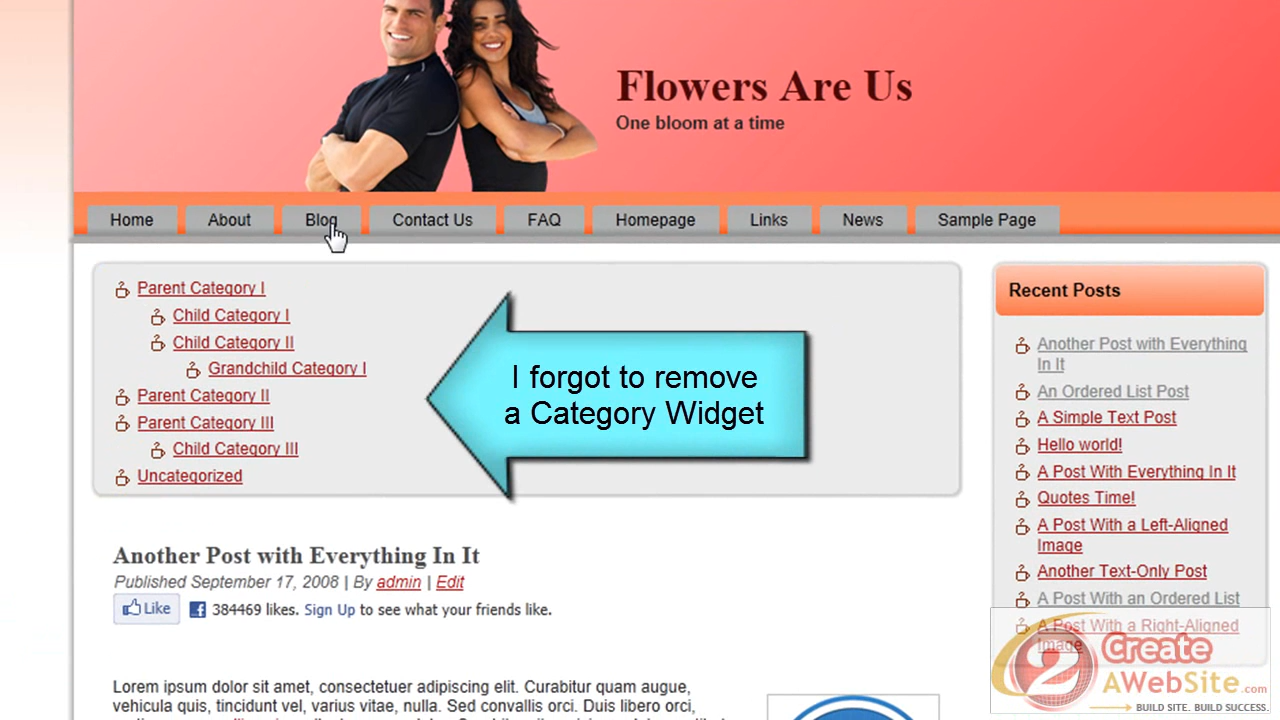 Flowers Are Us
One bloom at a time
Home About Blog Contact Us FAQ Homepage Links News Sample Page
Parent Category I
Child Category I
Child Category II
Grandchild Category I
Parent Category II
Parent Category III
Child Category III
Uncategorized
I forgot to remove
a Category Widget
Recent Posts
Another Post with Everything
In It
An Ordered List Post
A Simple Text Post
Hello world!
A Post With Everything In It
Quotes Time!
A Post With a Left-Aligned
Image
Another Text-Only Post
A Post With an Ordered List
A Post With a Right-Aligned
Image
Another Post with Everything In It
Published September 17, 2008 | By admin | Edit
Like 384469 likes. Sign Up to see what your friends like.
Lorem ipsum dolor sit amet, consectetuer adipiscing elit. Curabitur quam augue,
vehicula quis, tincidunt vel, varius vitae, nulla. Sed convallis orci. Duis libero orci,
2 Create
AWebSite.com
BUILD SITE. BUILD SUCCESS.